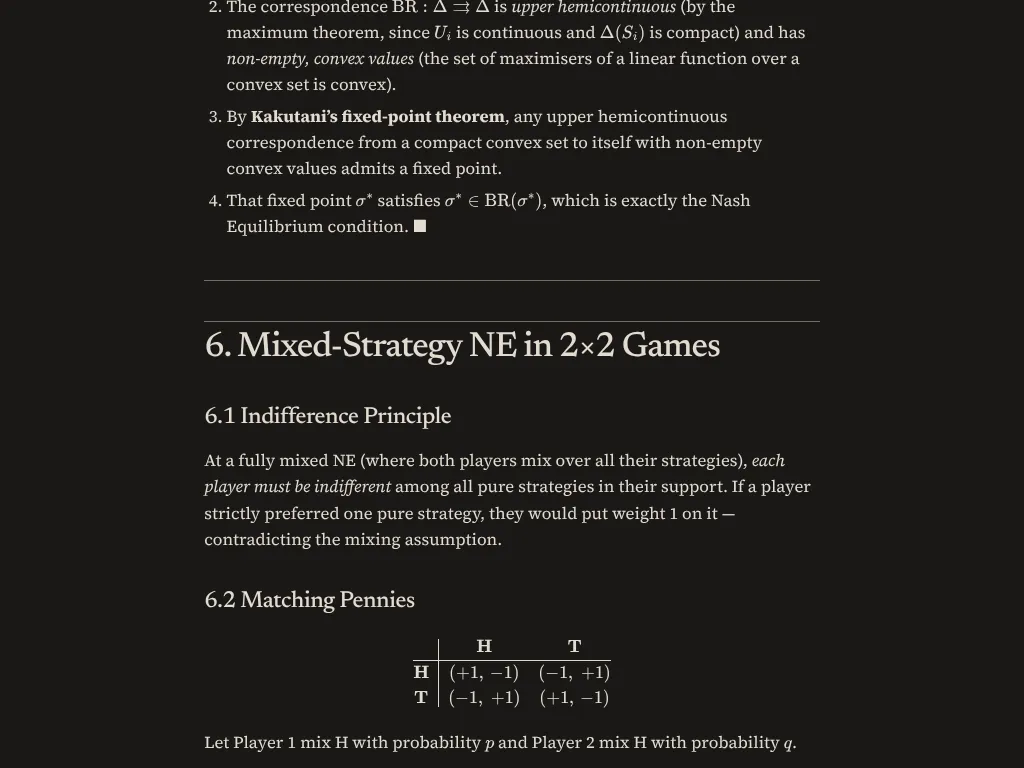 2. The correspondence BR : Δ ⇉ Δ is upper hemicontinuous (by the
maximum theorem, since Uᵢ is continuous and Δ(Sᵢ) is compact) and has
non-empty, convex values (the set of maximisers of a linear function over a
convex set is convex).
3. By Kakutani’s fixed-point theorem, any upper hemicontinuous
correspondence from a compact convex set to itself with non-empty
convex values admits a fixed point.
4. That fixed point σ* satisfies σ* ∈ BR(σ*), which is exactly the Nash
Equilibrium condition. ■
6. Mixed-Strategy NE in 2×2 Games
6.1 Indifference Principle
At a fully mixed NE (where both players mix over all their strategies), each
player must be indifferent among all pure strategies in their support. If a player
strictly preferred one pure strategy, they would put weight 1 on it —
contradicting the mixing assumption.
6.2 Matching Pennies
H T
H (+1, −1) (−1, +1)
T (−1, +1) (+1, −1)
Let Player 1 mix H with probability p and Player 2 mix H with probability q.